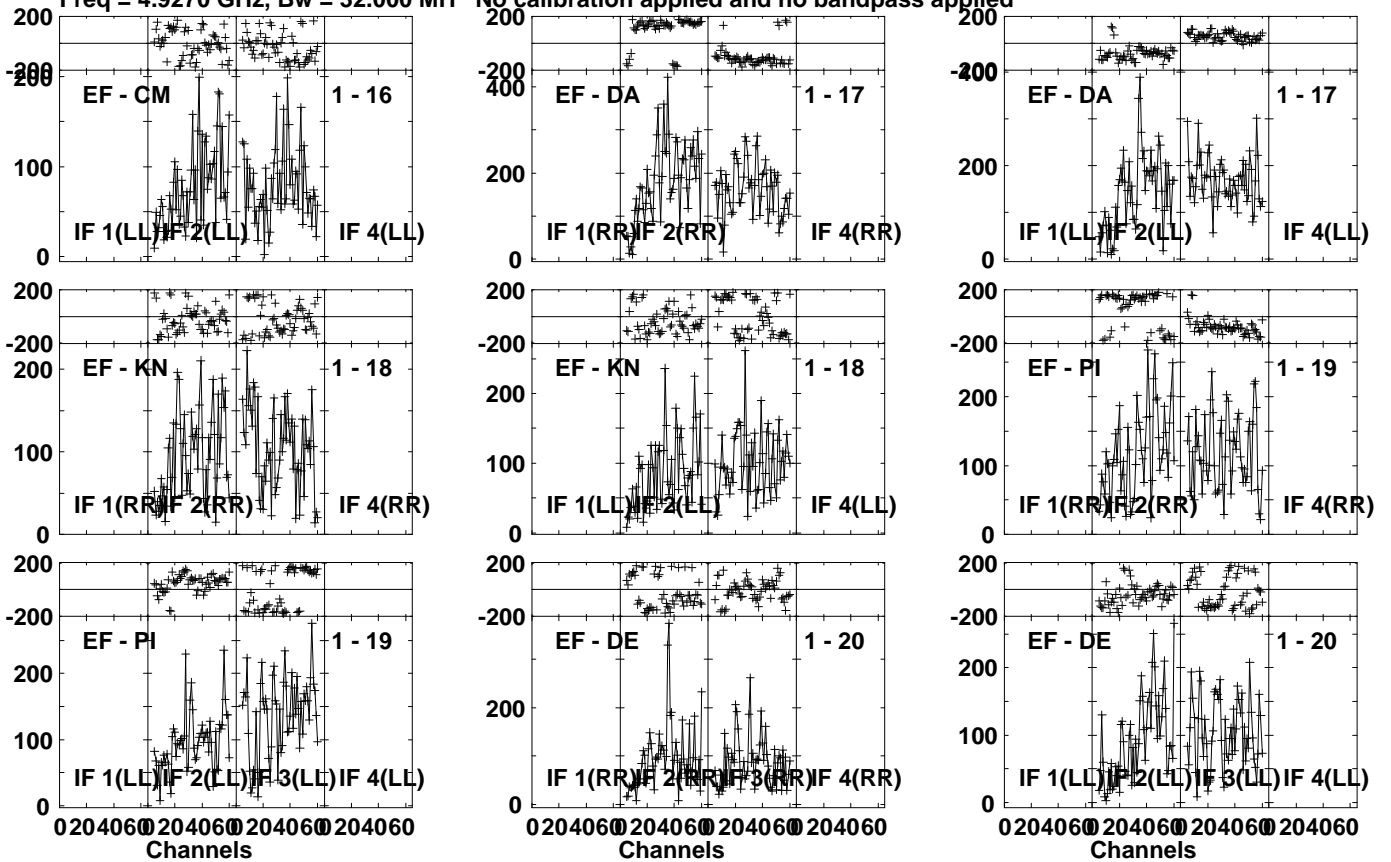 Freq = 4.9270 GHz, Bw = 32.000 MH No calibration applied and no bandpass applied
200
-200
200
100
0
EF - CM
1 - 16
IF 1(LL)
IF 2(LL)
IF 4(LL)
200
-200
400
200
0
EF - DA
1 - 17
IF 1(RR)
IF 2(RR)
IF 4(RR)
200
-200
400
200
0
EF - DA
1 - 17
IF 1(LL)
IF 2(LL)
IF 4(LL)
200
-200
200
100
0
EF - KN
1 - 18
IF 1(RR)
IF 2(RR)
IF 4(RR)
200
-200
200
100
0
EF - KN
1 - 18
IF 1(LL)
IF 2(LL)
IF 4(LL)
200
-200
200
100
0
EF - PI
1 - 19
IF 1(RR)
IF 2(RR)
IF 4(RR)
200
-200
200
100
0
EF - PI
1 - 19
IF 1(LL)
IF 2(LL)
IF 3(LL)
IF 4(LL)
0 20 40 60 0 20 40 60 0 20 40 60 0 20 40 60
Channels
200
-200
200
0
EF - DE
1 - 20
IF 1(RR)
IF 2(RR)
IF 3(RR)
IF 4(RR)
0 20 40 60 0 20 40 60 0 20 40 60 0 20 40 60
Channels
200
-200
200
100
0
EF - DE
1 - 20
IF 1(LL)
IF 2(LL)
IF 3(LL)
IF 4(LL)
0 20 40 60 0 20 40 60 0 20 40 60 0 20 40 60
Channels